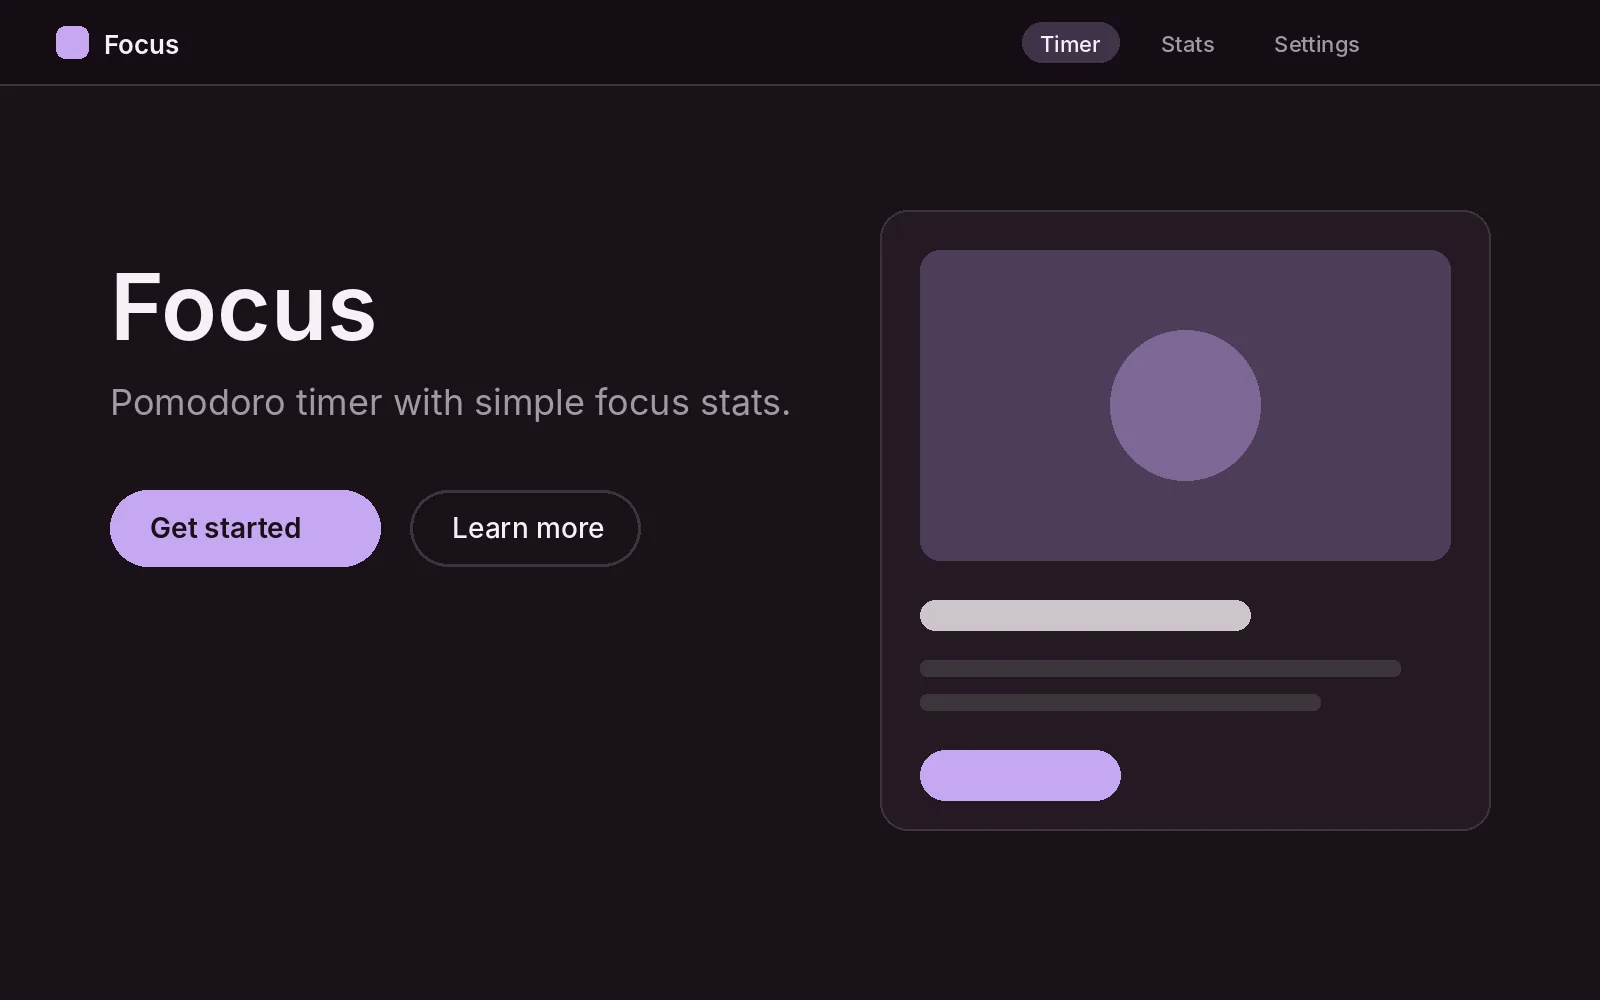 Focus
Timer
Stats
Settings
Focus
Pomodoro timer with simple focus stats.
Get started
Learn more